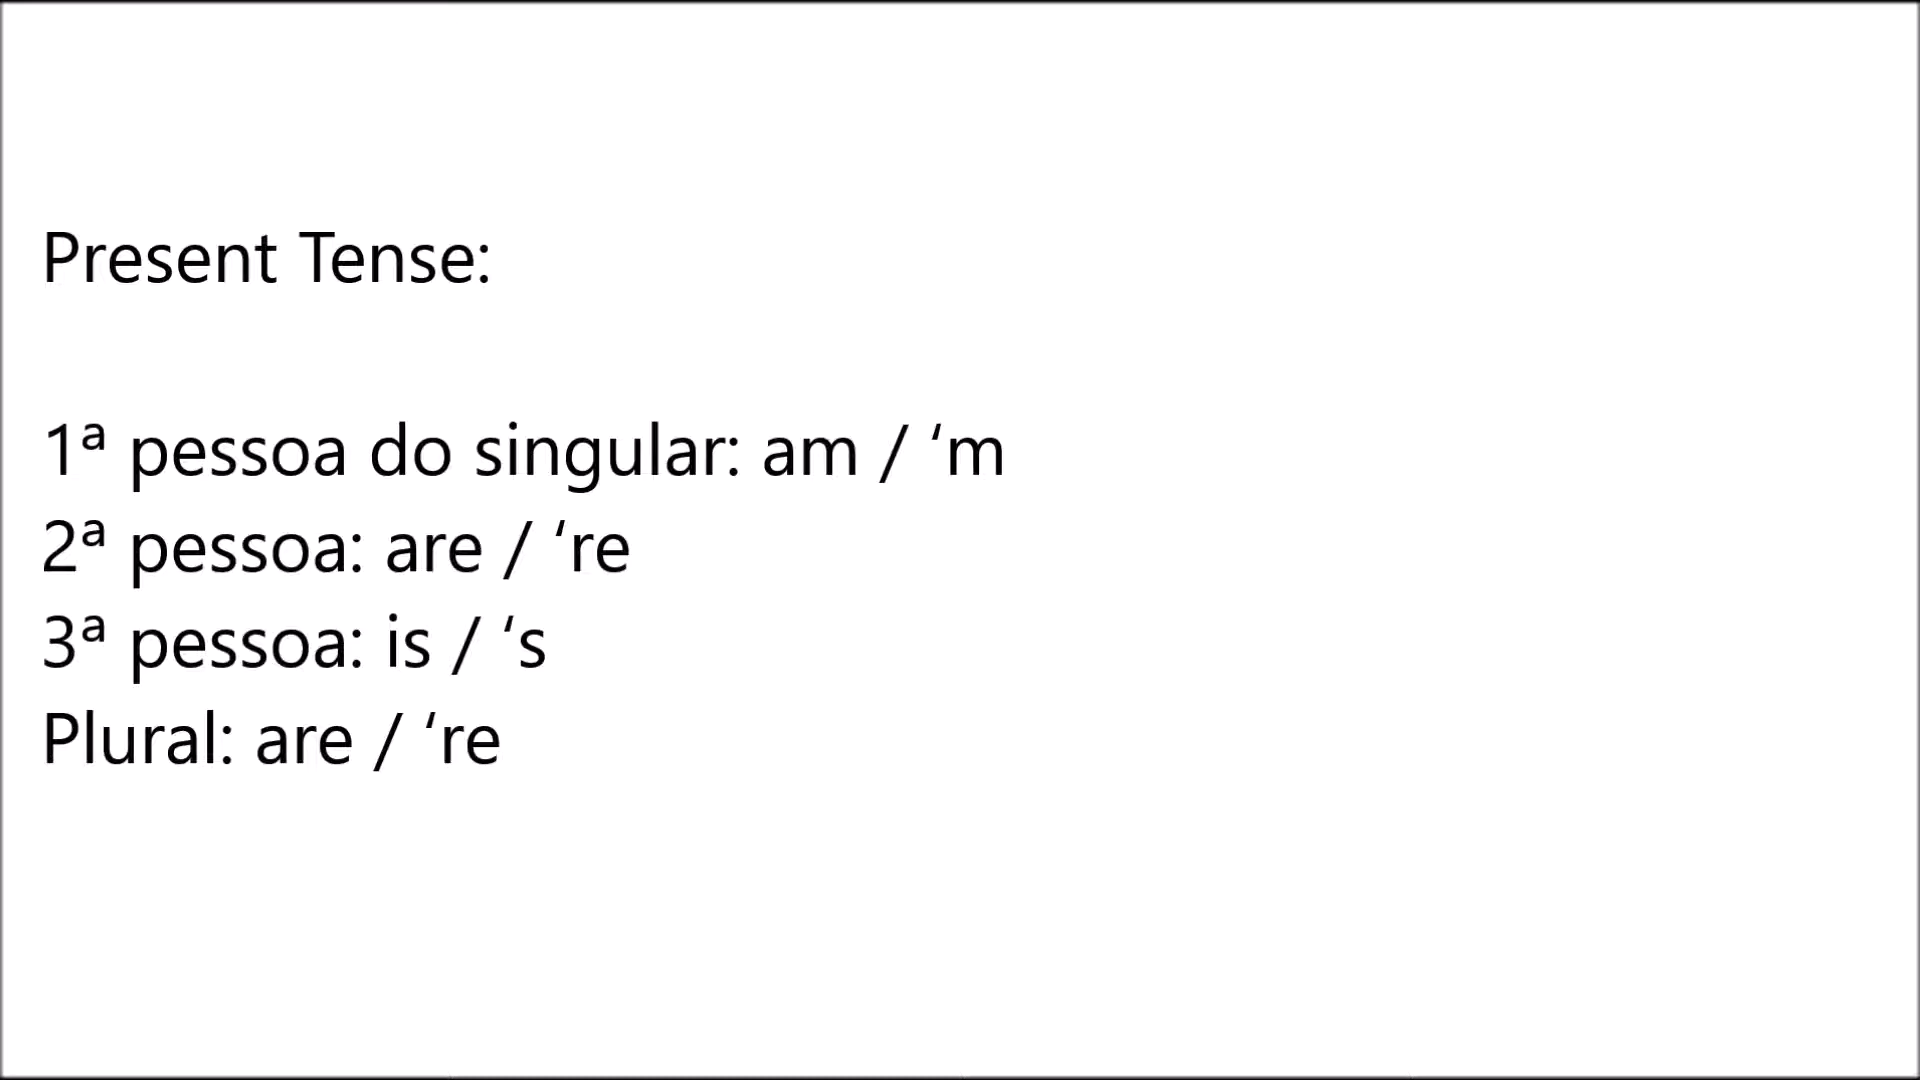 Present Tense:
1ª pessoa do singular: am / ‘m
2ª pessoa: are / ‘re
3ª pessoa: is / ‘s
Plural: are / ‘re